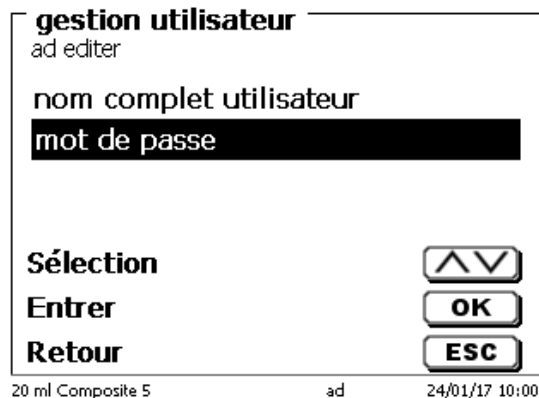 gestion utilisateur
ad editer
nom complet utilisateur
mot de passe
Sélection
Entrer OK
Retour ESC
20 ml Composite 5 ad 24/01/17 10:00